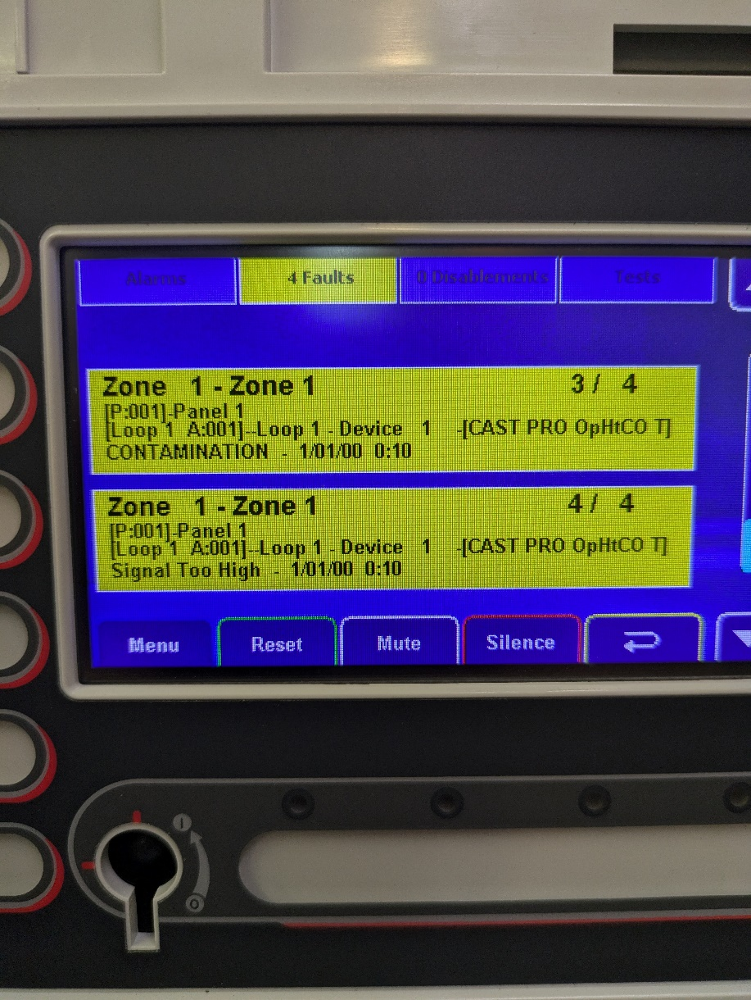 Alarms
4 Faults
0 Disablements
Tests
Zone 1 - Zone 1 3 / 4
[P:001]-Panel 1
[Loop 1 A:001]--Loop 1 - Device 1 -[CAST PRO OpHtCO T]
CONTAMINATION - 1/01/00 0:10
Zone 1 - Zone 1 4 / 4
[P:001]-Panel 1
[Loop 1 A:001]--Loop 1 - Device 1 -[CAST PRO OpHtCO T]
Signal Too High - 1/01/00 0:10
Menu
Reset
Mute
Silence
I
O